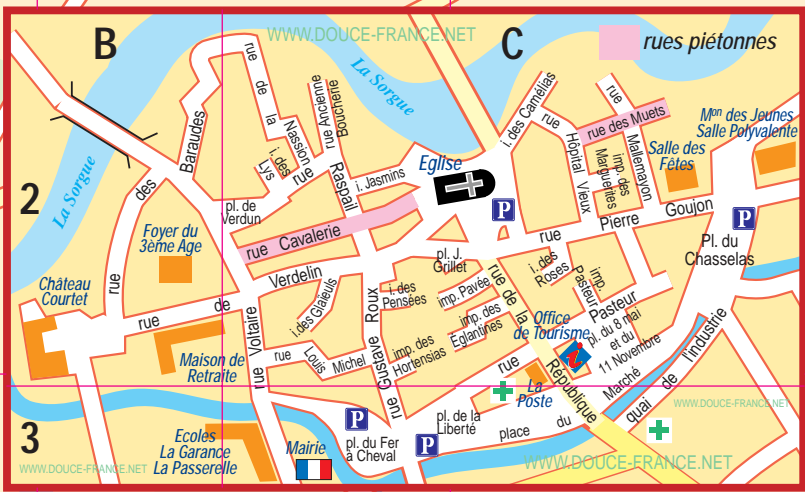 B
C
WWW.DOUCE-FRANCE.NET
rues piétonnes
La Sorgue
La Sorgue
rue des Baraudes
rue de la Nassion
rue Ancienne Boucherie
i. des Lys
rue Raspail
i. Jasmins
Eglise
i. des Camélias
rue Hôpital Vieux
rue des Muets
rue Mallemayon
imp. des Marguerites
Salle des
Fêtes
Mon des Jeunes
Salle Polyvalente
2
pl. de
Verdun
Foyer du
3ème Age
rue Cavalerie
P
rue Pierre Goujon
P
Pl. du
Chasselas
Château
Courtet
rue de Verdelin
pl. J.
Grillet
i. des Roses
imp. Pasteur
Pasteur
i. des Glaïeuls
i. des
Pensées
imp. Pavée
imp. des
Eglantines
imp. des
Hortensias
rue de la République
Office
de Tourisme
i
pl. du 8 mai
et du
11 Novembre
Maison de
Retraite
rue Voltaire
rue Louis Michel
rue Gustave Roux
rue
La
Poste
quai de l'industrie
WWW.DOUCE-FRANCE.NET
3
Ecoles
La Garance
La Passerelle
Mairie
P
pl. du Fer
à Cheval
P
pl. de la
Liberté
place du Marché
WWW.DOUCE-FRANCE.NET
WWW.DOUCE-FRANCE.NET